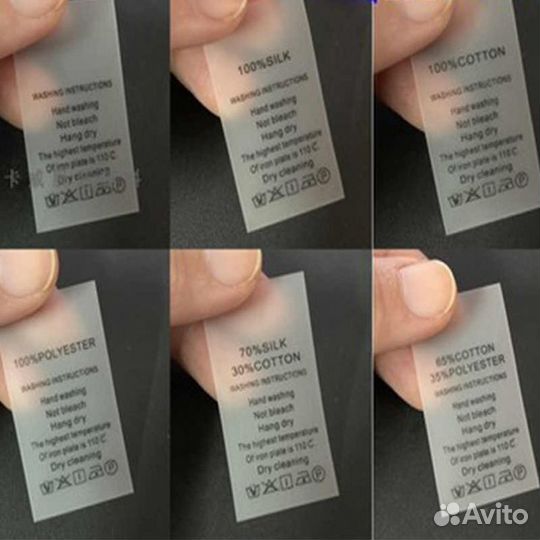 WASHING INSTRUCTIONS
Hand washing
Not bleach
Hang dry
The highest temperature
Of iron plate is 110℃
Dry cleaning
100%SILK
WASHING INSTRUCTIONS
Hand washing
Not bleach
Hang dry
The highest temperature
Of iron plate is 110℃
Dry cleaning
100%COTTON
WASHING INSTRUCTIONS
Hand washing
Not bleach
Hang dry
The highest temperature
Of iron plate is 110℃
Dry cleaning
100%POLYESTER
WASHING INSTRUCTIONS
Hand washing
Not bleach
Hang dry
The highest temperature
Of iron plate is 110℃
Dry cleaning
70%SILK
30%COTTON
WASHING INSTRUCTIONS
Hand washing
Not bleach
Hang dry
The highest temperature
Of iron plate is 110℃
Dry cleaning
65%COTTON
35%POLYESTER
WASHING INSTRUCTIONS
Hand washing
Not bleach
Hang dry
The highest temperature
Of iron plate is 110℃
Dry cleaning
Avito